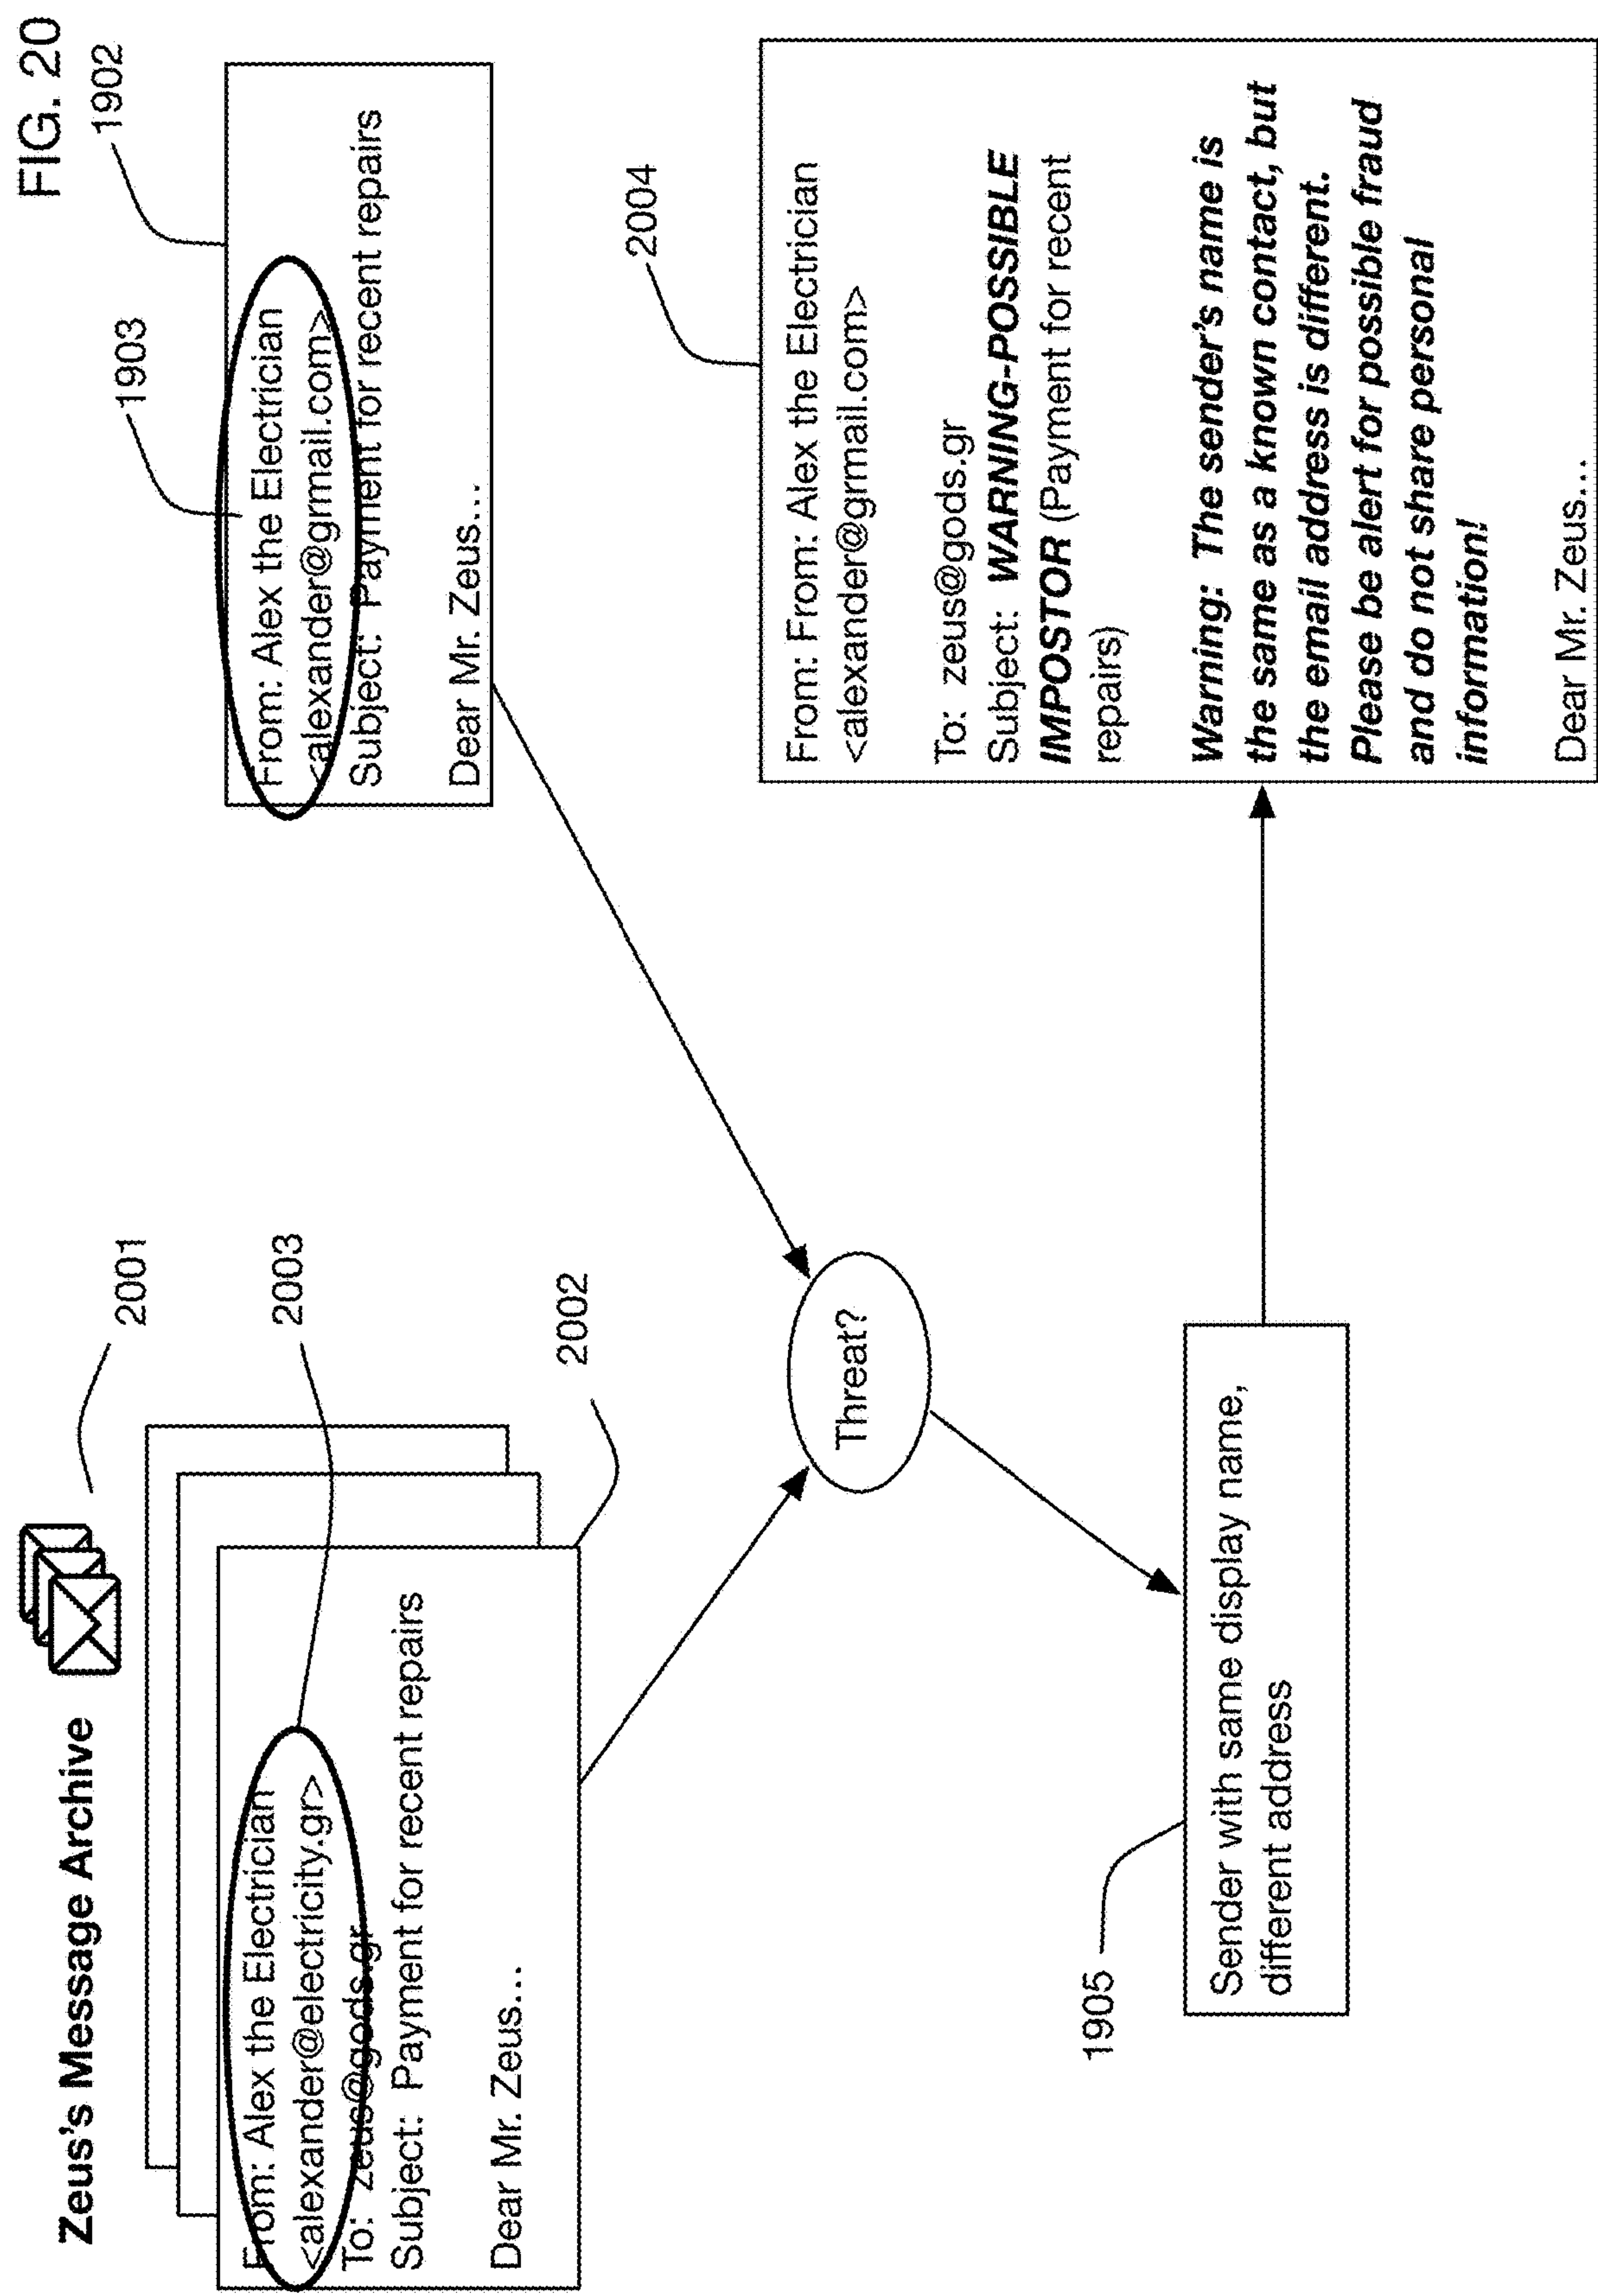 FIG. 20
Zeus's Message Archive
2001
2003
From: Alex the Electrician
<alexander@electricity.gr>
To: zeus@gods.gr
Subject: Payment for recent repairs
Dear Mr. Zeus...
2002
1903
1902
From: Alex the Electrician
<alexander@grmail.com>
Subject: Payment for recent repairs
Dear Mr. Zeus...
Threat?
1905
Sender with same display name,
different address
2004
From: From: Alex the Electrician
<alexander@grmail.com>
To: zeus@gods.gr
Subject: WARNING-POSSIBLE
IMPOSTOR (Payment for recent
repairs)
Warning: The sender's name is
the same as a known contact, but
the email address is different.
Please be alert for possible fraud
and do not share personal
information!
Dear Mr. Zeus...